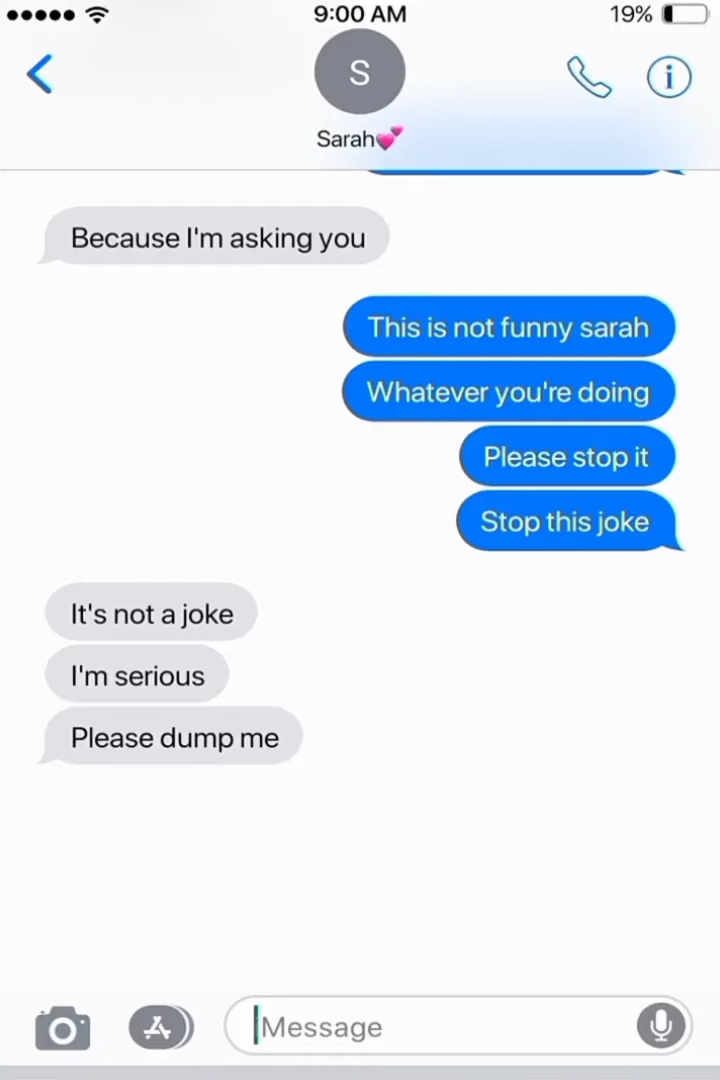 9:00 AM
19%
S
Sarah💕
Because I'm asking you
This is not funny sarah
Whatever you're doing
Please stop it
Stop this joke
It's not a joke
I'm serious
Please dump me
Message